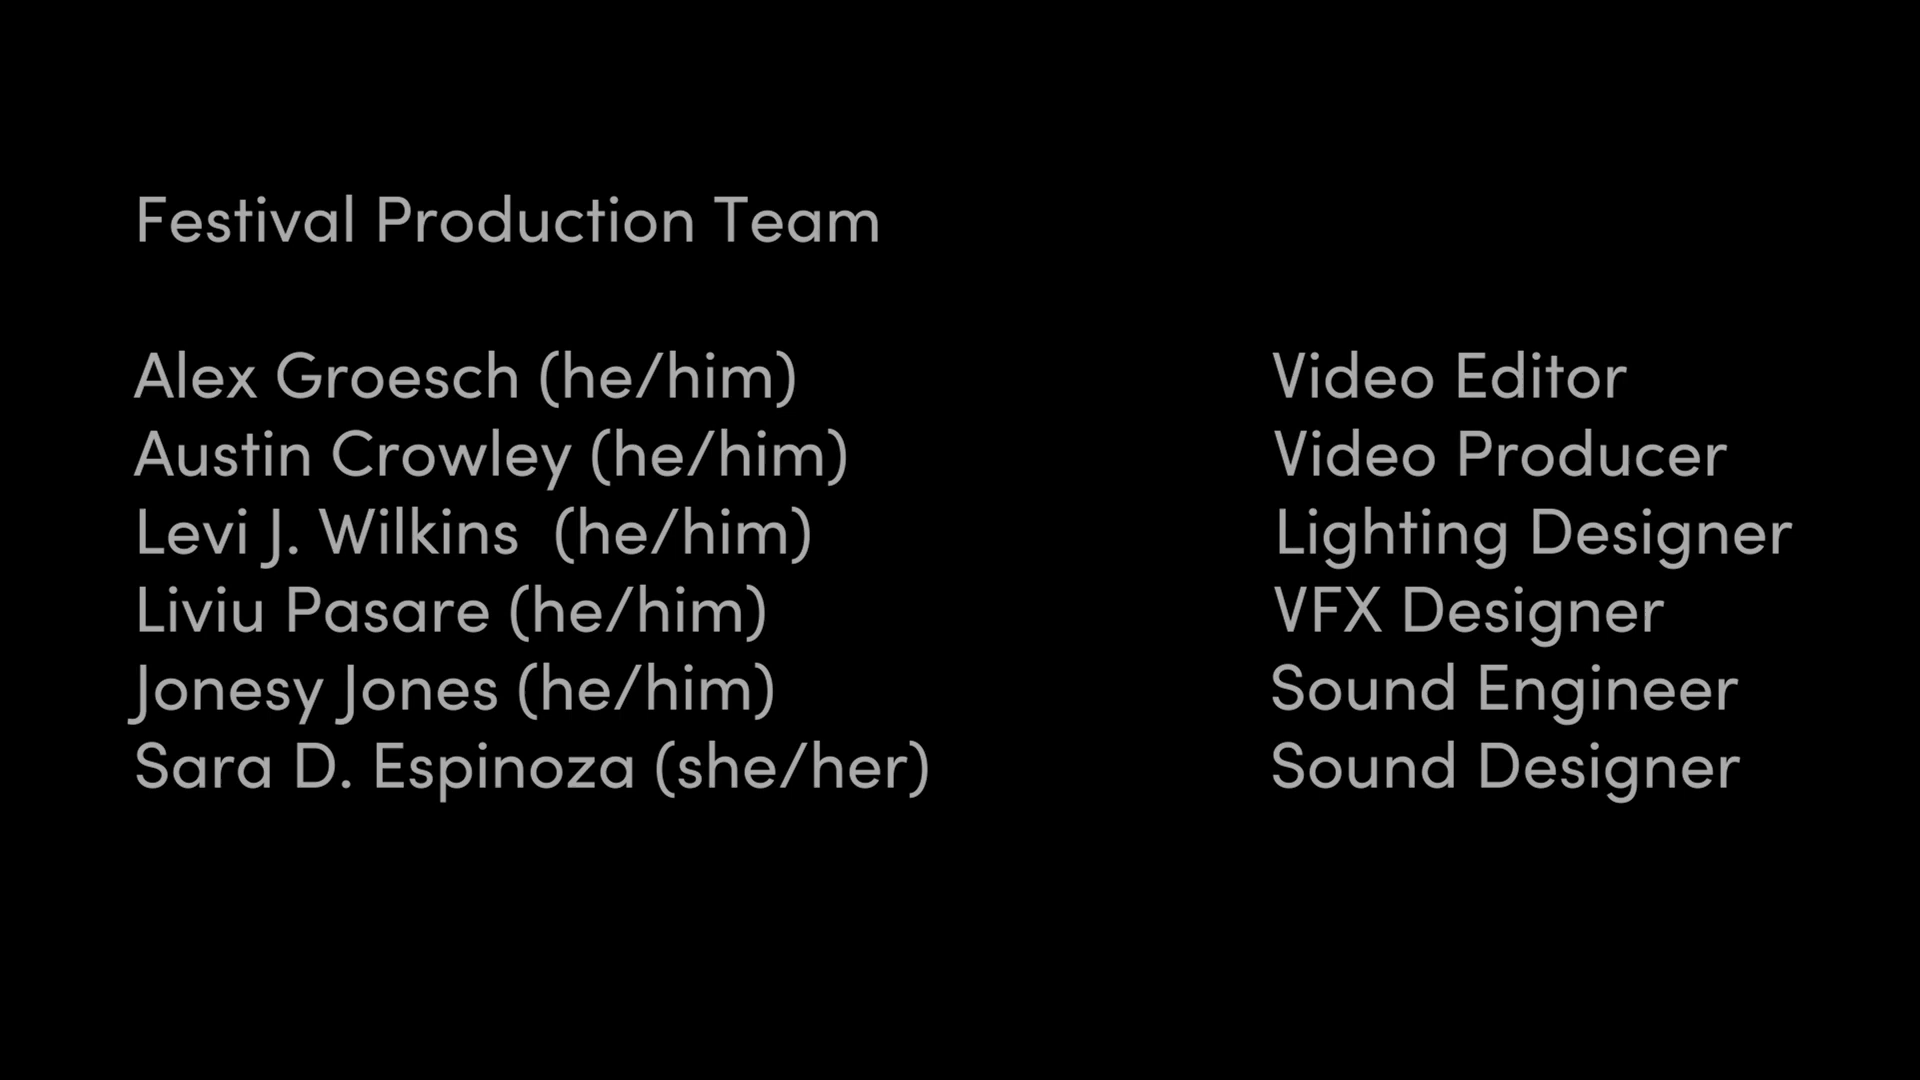 Festival Production Team
Alex Groesch (he/him) Video Editor
Austin Crowley (he/him) Video Producer
Levi J. Wilkins  (he/him) Lighting Designer
Liviu Pasare (he/him) VFX Designer
Jonesy Jones (he/him) Sound Engineer
Sara D. Espinoza (she/her) Sound Designer